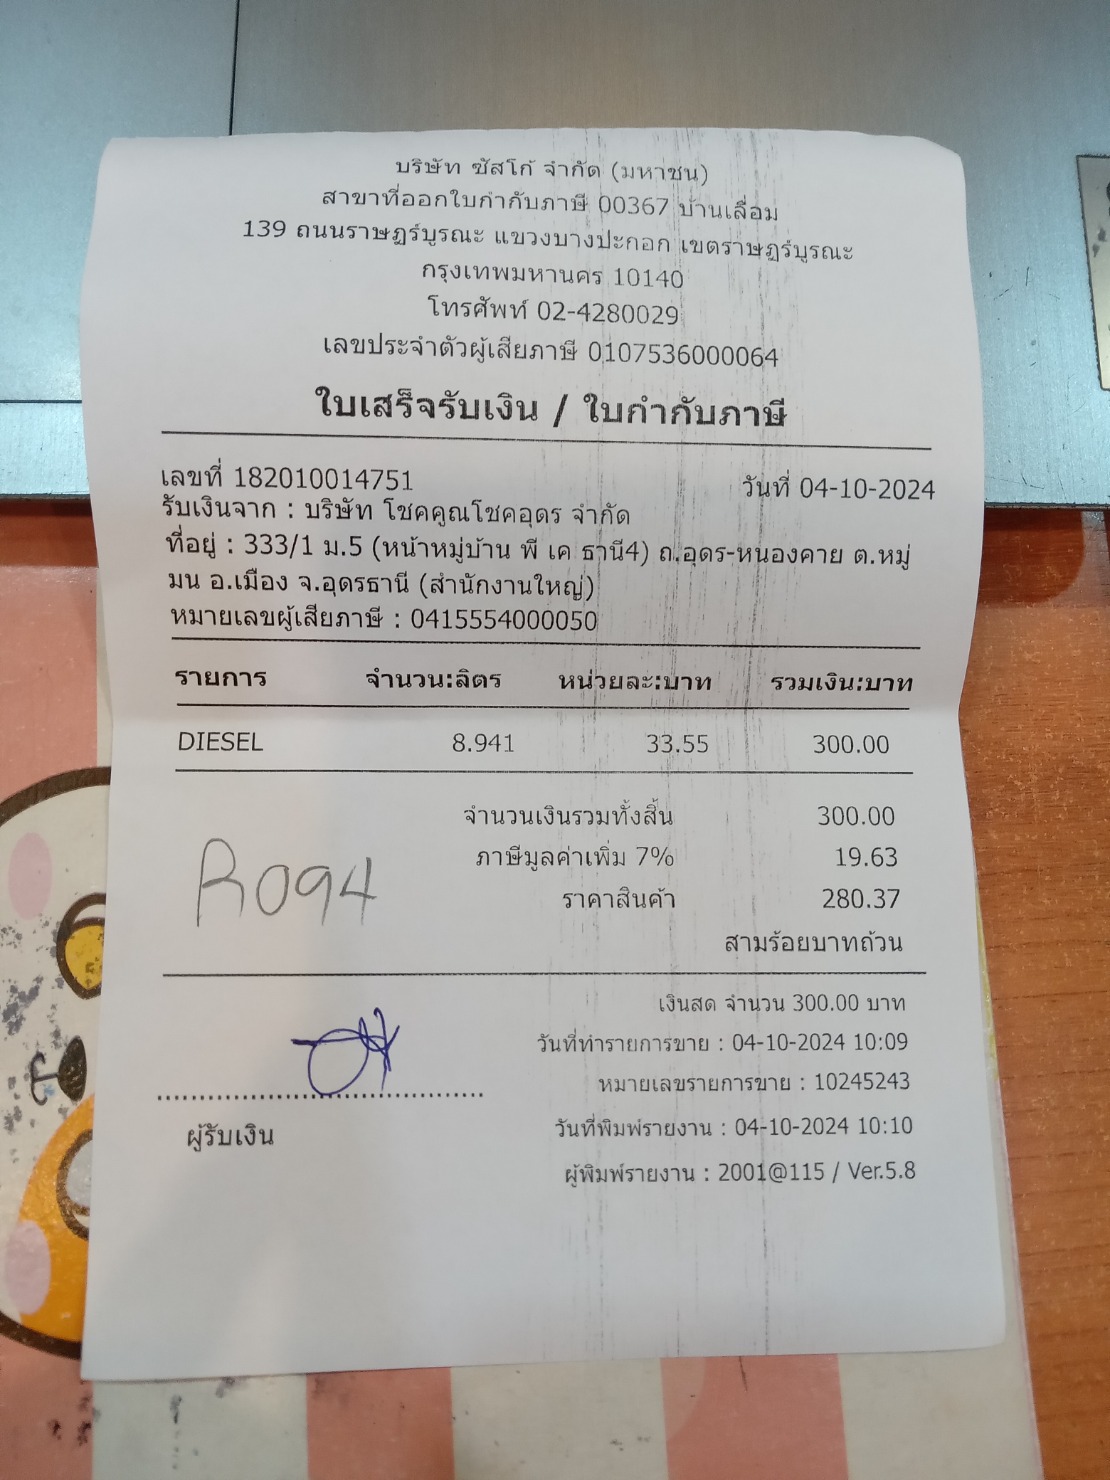 บริษัท ซัสโก้ จำกัด (มหาชน)
สาขาที่ออกใบกำกับภาษี 00367 บ้านเลื่อม
139 ถนนราษฏร์บูรณะ แขวงบางปะกอก เขตราษฏร์บูรณะ
กรุงเทพมหานคร 10140
โทรศัพท์ 02-4280029
เลขประจำตัวผู้เสียภาษี 0107536000064
ใบเสร็จรับเงิน / ใบกำกับภาษี
เลขที่ 182010014751 วันที่ 04-10-2024
รับเงินจาก : บริษัท โชคคูณโชคอุดร จำกัด
ที่อยู่ : 333/1 ม.5 (หน้าหมู่บ้าน พี เค ธานี4) ถ.อุดร-หนองคาย ต.หมู
มน อ.เมือง จ.อุดรธานี (สำนักงานใหญ่)
หมายเลขผู้เสียภาษี : 0415554000050
รายการ จำนวน:ลิตร หน่วยละ:บาท รวมเงิน:บาท
DIESEL 8.941 33.55 300.00
จำนวนเงินรวมทั้งสิ้น 300.00
ภาษีมูลค่าเพิ่ม 7% 19.63
R094
ราคาสินค้า 280.37
สามร้อยบาทถ้วน
เงินสด จำนวน 300.00 บาท
วันที่ทำรายการขาย : 04-10-2024 10:09
หมายเลขรายการขาย : 10245243
วันที่พิมพ์รายงาน : 04-10-2024 10:10
ผู้รับเงิน
ผู้พิมพ์รายงาน : 2001@115 / Ver.5.8